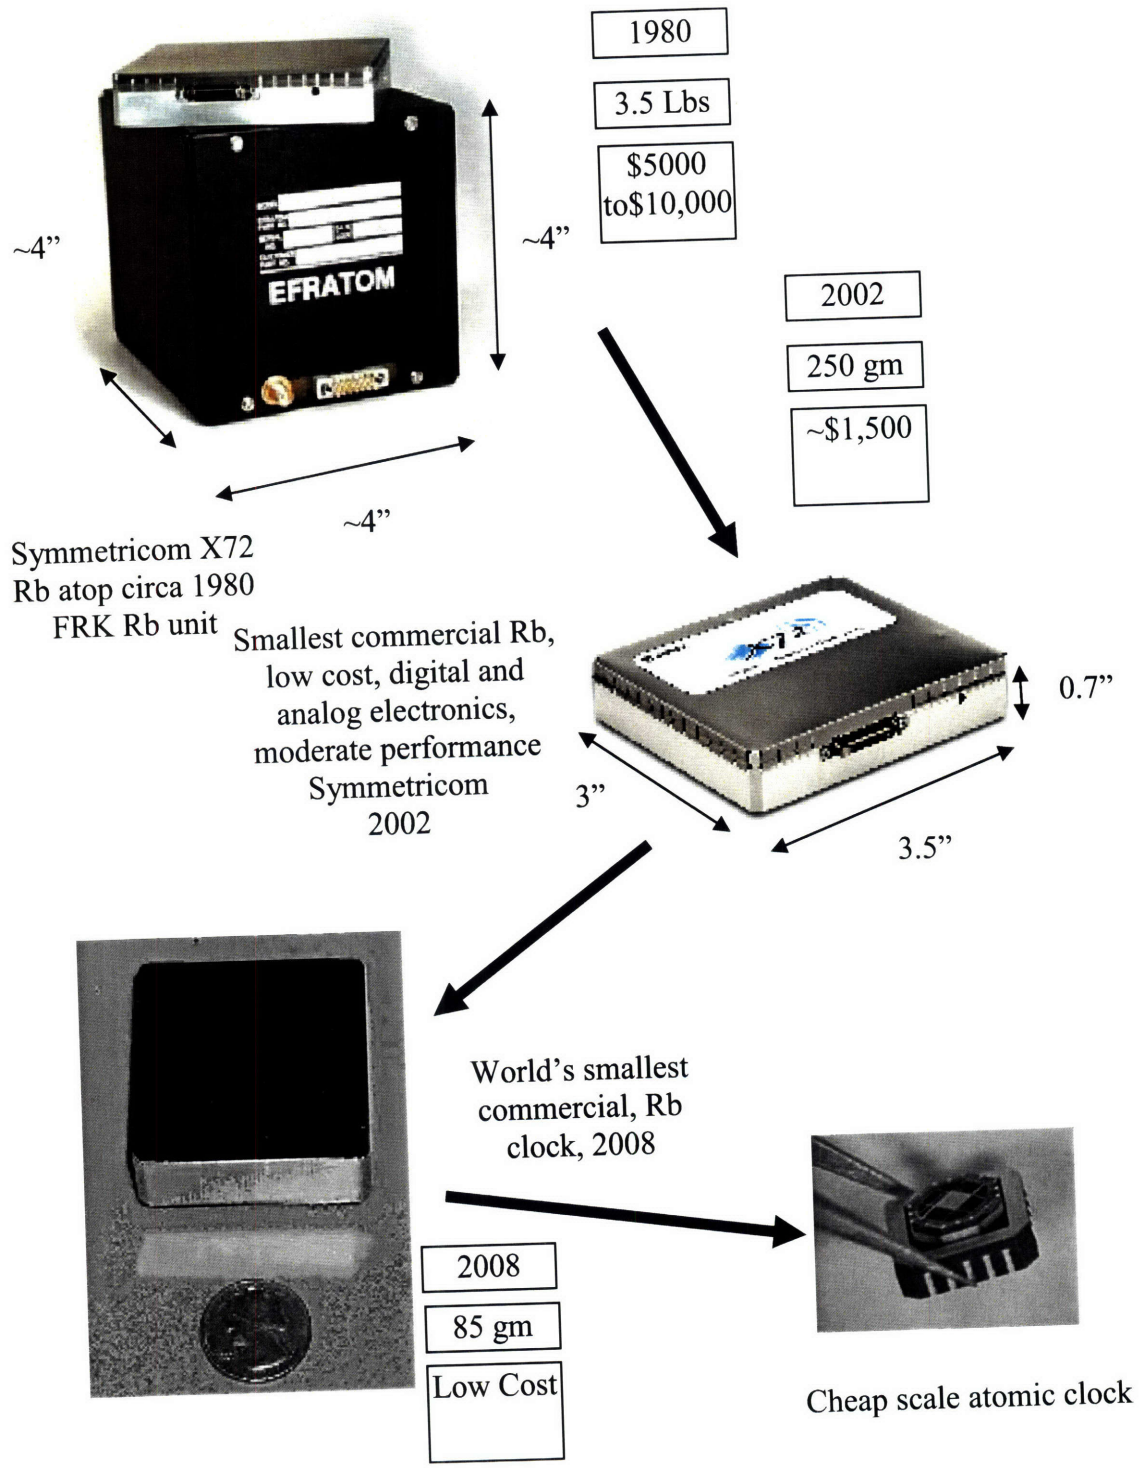 1980
3.5 Lbs
$5000
to$10,000
~4”
~4”
EFRATOM
~4”
2002
250 gm
~$1,500
Symmetricom X72
Rb atop circa 1980
FRK Rb unit
Smallest commercial Rb,
low cost, digital and
analog electronics,
moderate performance
Symmetricom
2002
X72
0.7”
3”
3.5”
World’s smallest
commercial, Rb
clock, 2008
2008
85 gm
Low Cost
Cheap scale atomic clock